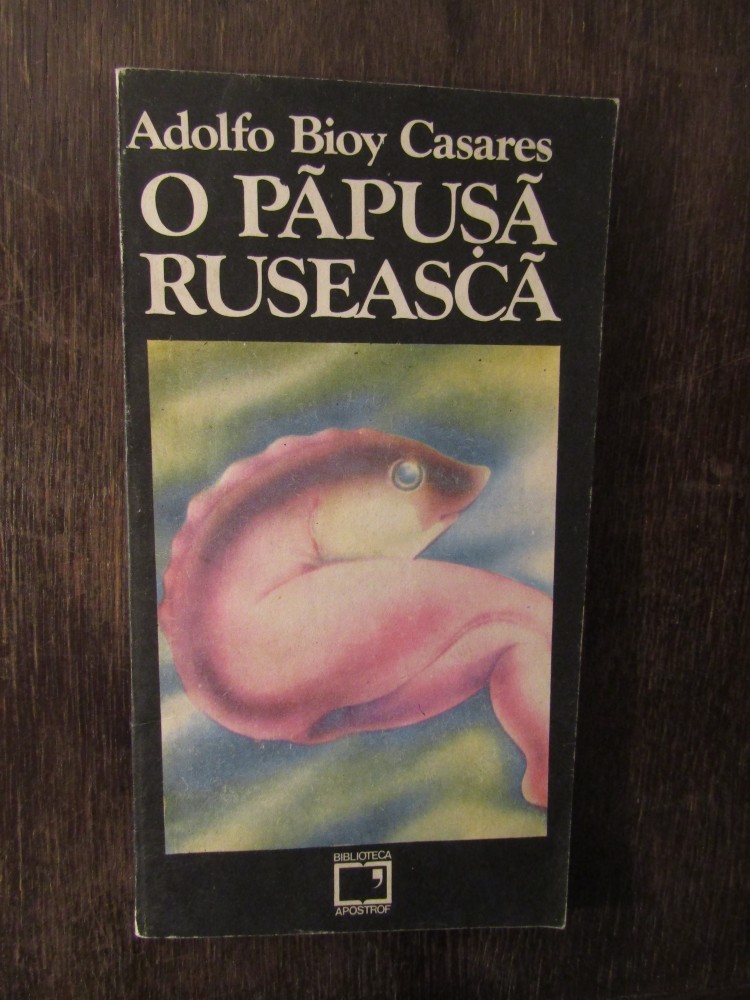 Adolfo Bioy Casares
O PĂPUȘĂ
RUSEASCĂ
BIBLIOTECA
APOSTROF